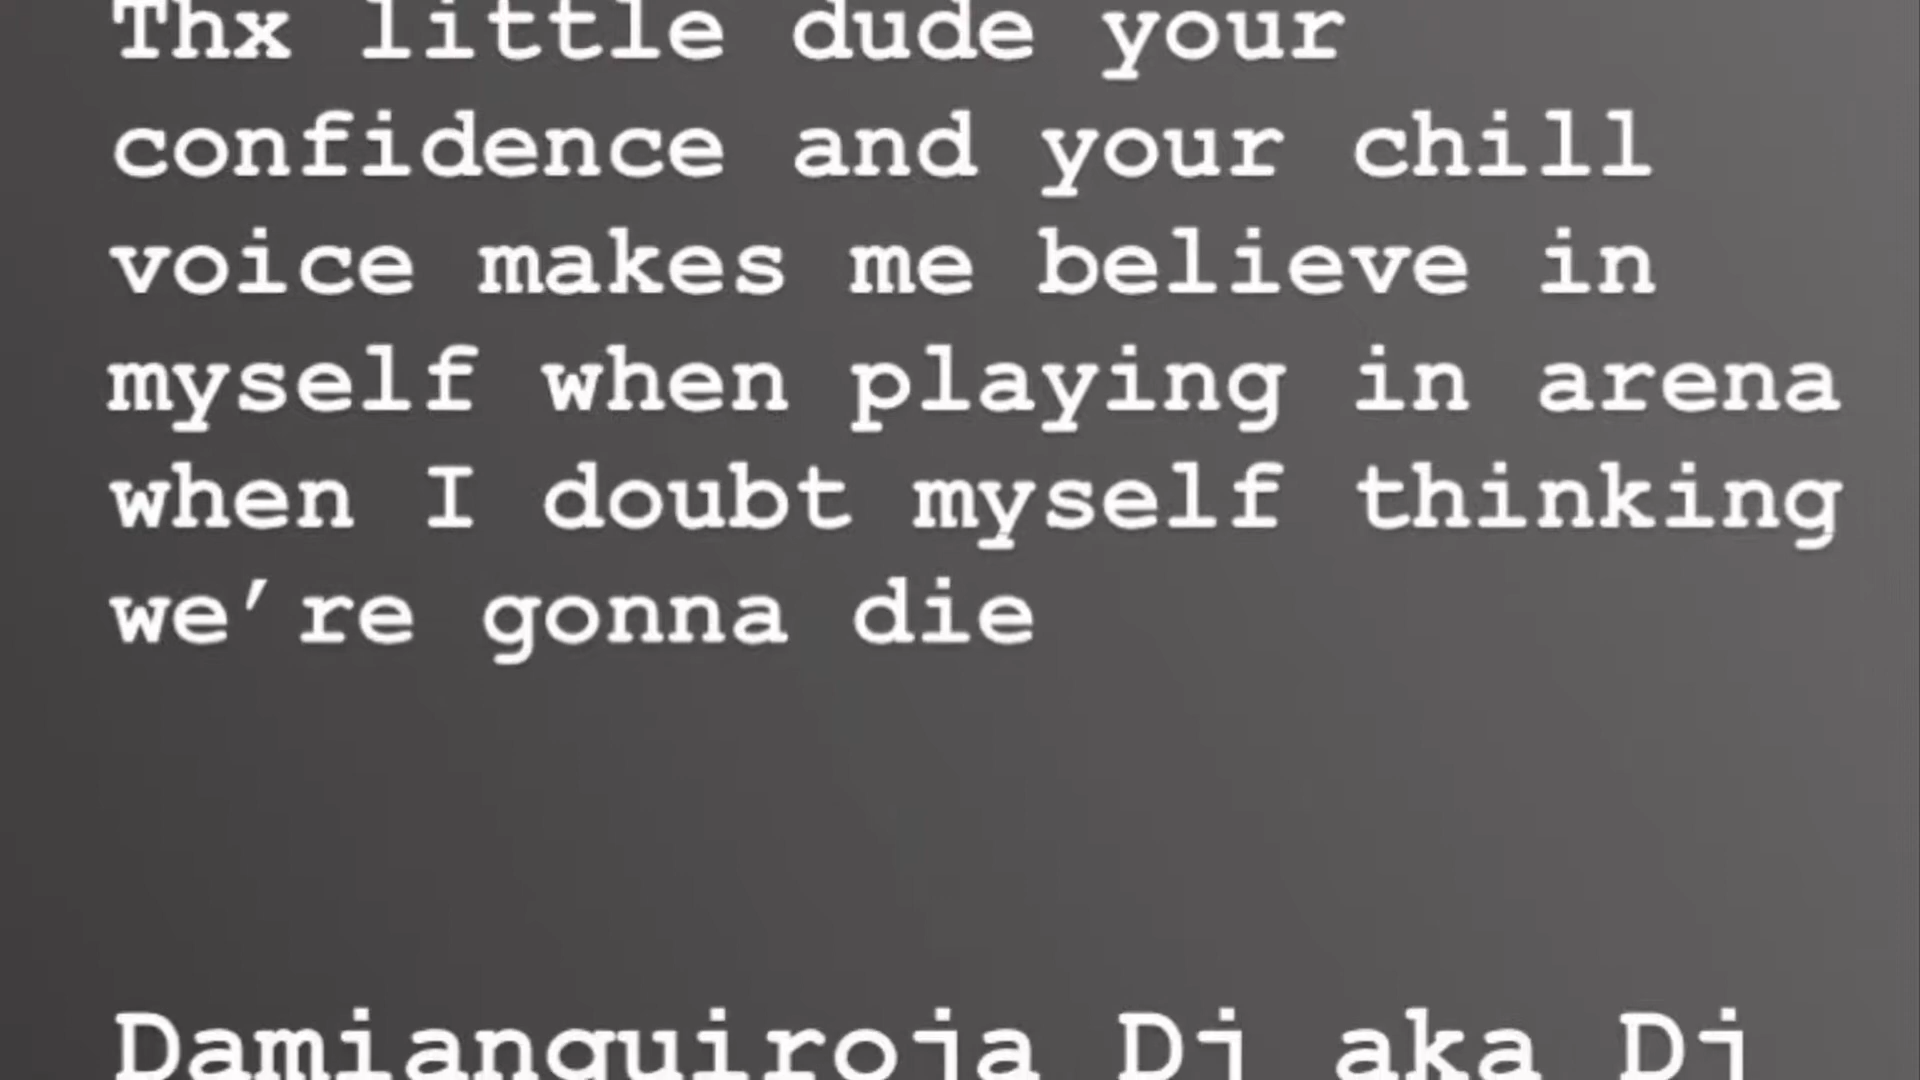 Thx little dude your
confidence and your chill
voice makes me believe in
myself when playing in arena
when I doubt myself thinking
we’re gonna die
Damianquiroja Dj aka Dj